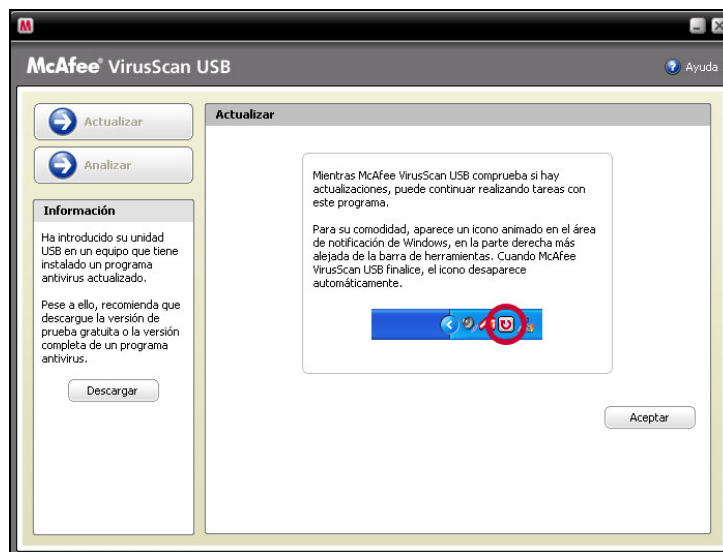 McAfee® VirusScan USB
Ayuda
Actualizar
Analizar
Información
Ha introducido su unidad
USB en un equipo que tiene
instalado un programa
antivirus actualizado.
Pese a ello, recomienda que
descargue la versión de
prueba gratuita o la versión
completa de un programa
antivirus.
Descargar
Actualizar
Mientras McAfee VirusScan USB comprueba si hay
actualizaciones, puede continuar realizando tareas con
este programa.
Para su comodidad, aparece un icono animado en el área
de notificación de Windows, en la parte derecha más
alejada de la barra de herramientas. Cuando McAfee
VirusScan USB finalice, el icono desaparece
automáticamente.
Aceptar